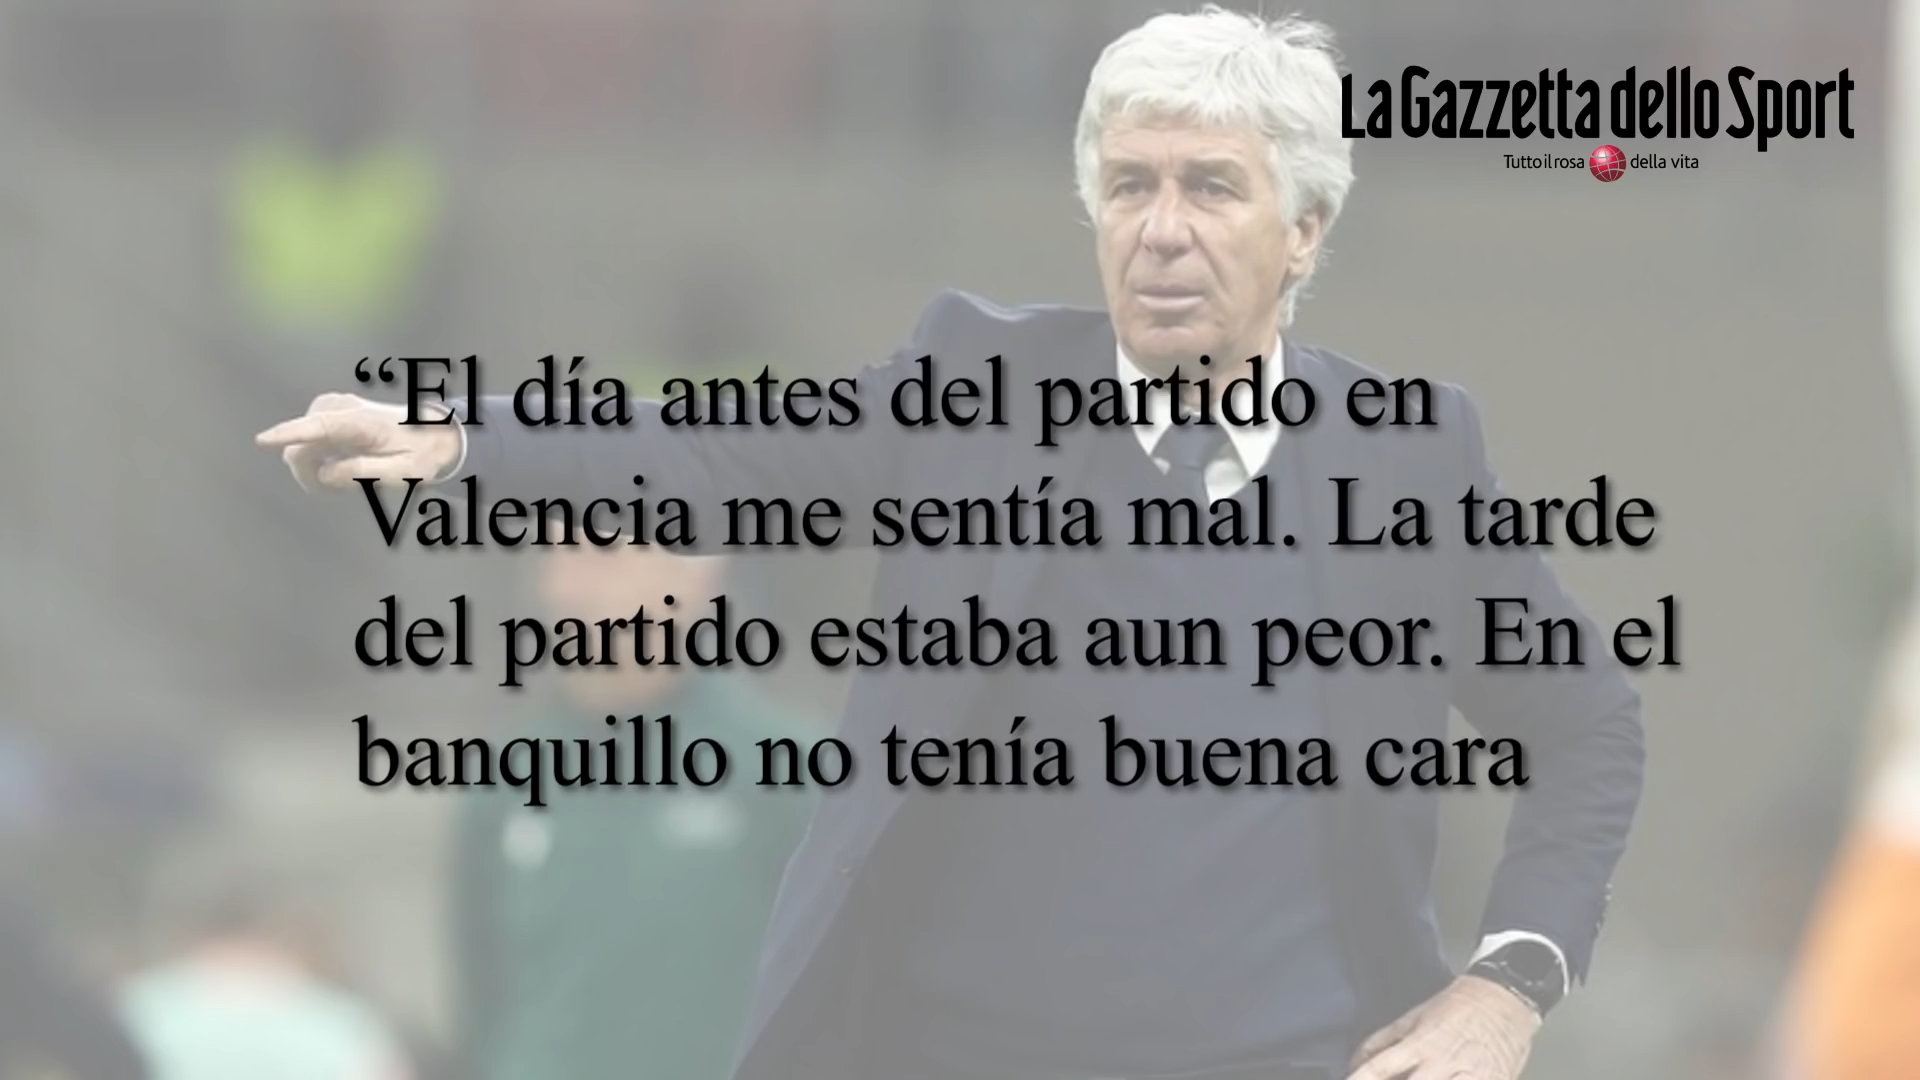 La Gazzetta dello Sport
Tutto il rosa della vita
“El día antes del partido en
Valencia me sentía mal. La tarde
del partido estaba aun peor. En el
banquillo no tenía buena cara